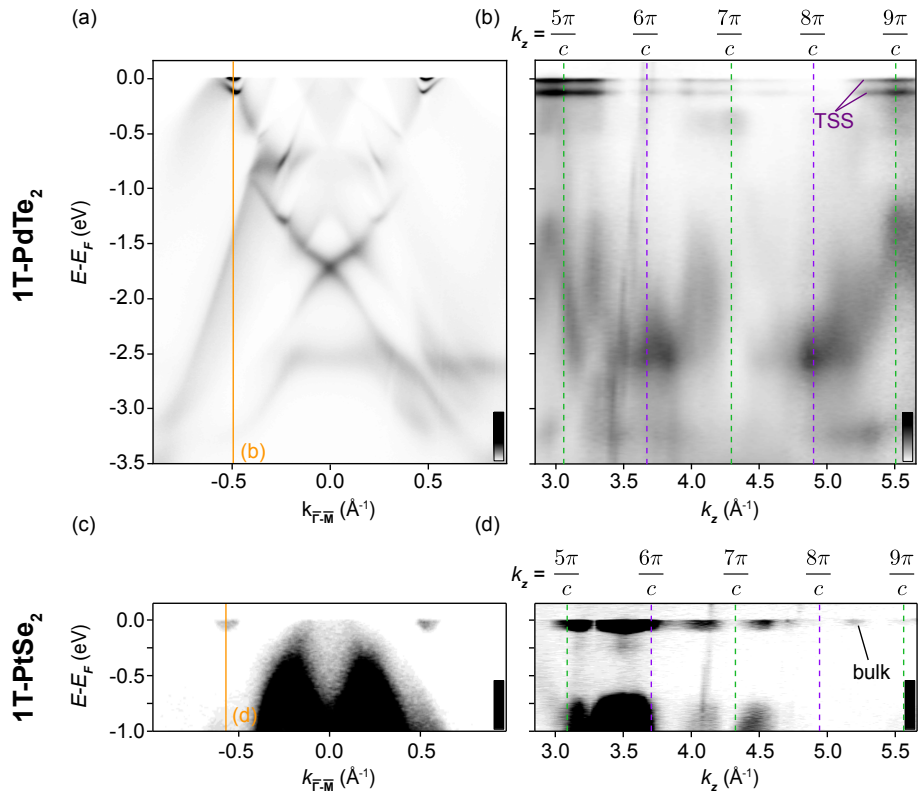 (a)
(b)
k_z = 5π/c 6π/c 7π/c 8π/c 9π/c
1T-PdTe₂
E-E_F (eV)
0.0
-0.5
-1.0
-1.5
-2.0
-2.5
-3.0
-3.5
(b)
-0.5 0.0 0.5
k_Γ̅-M̅ (Å⁻¹)
TSS
3.0 3.5 4.0 4.5 5.0 5.5
k_z (Å⁻¹)
(c)
(d)
k_z = 5π/c 6π/c 7π/c 8π/c 9π/c
1T-PtSe₂
E-E_F (eV)
0.0
-0.5
-1.0
(d)
-0.5 0.0 0.5
k_Γ̅-M̅ (Å⁻¹)
bulk
3.0 3.5 4.0 4.5 5.0 5.5
k_z (Å⁻¹)